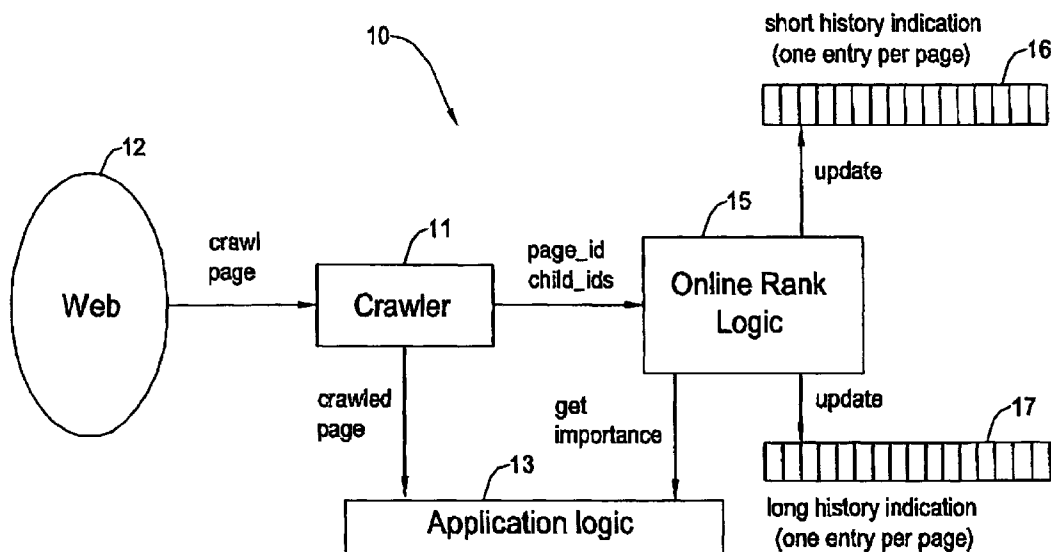 short history indication
(one entry per page)
16
10
12
update
15
11
crawl
page
page_id
child_ids
Web
Crawler
Online Rank
Logic
crawled
page
get
importance
update
17
13
Application logic
long history indication
(one entry per page)